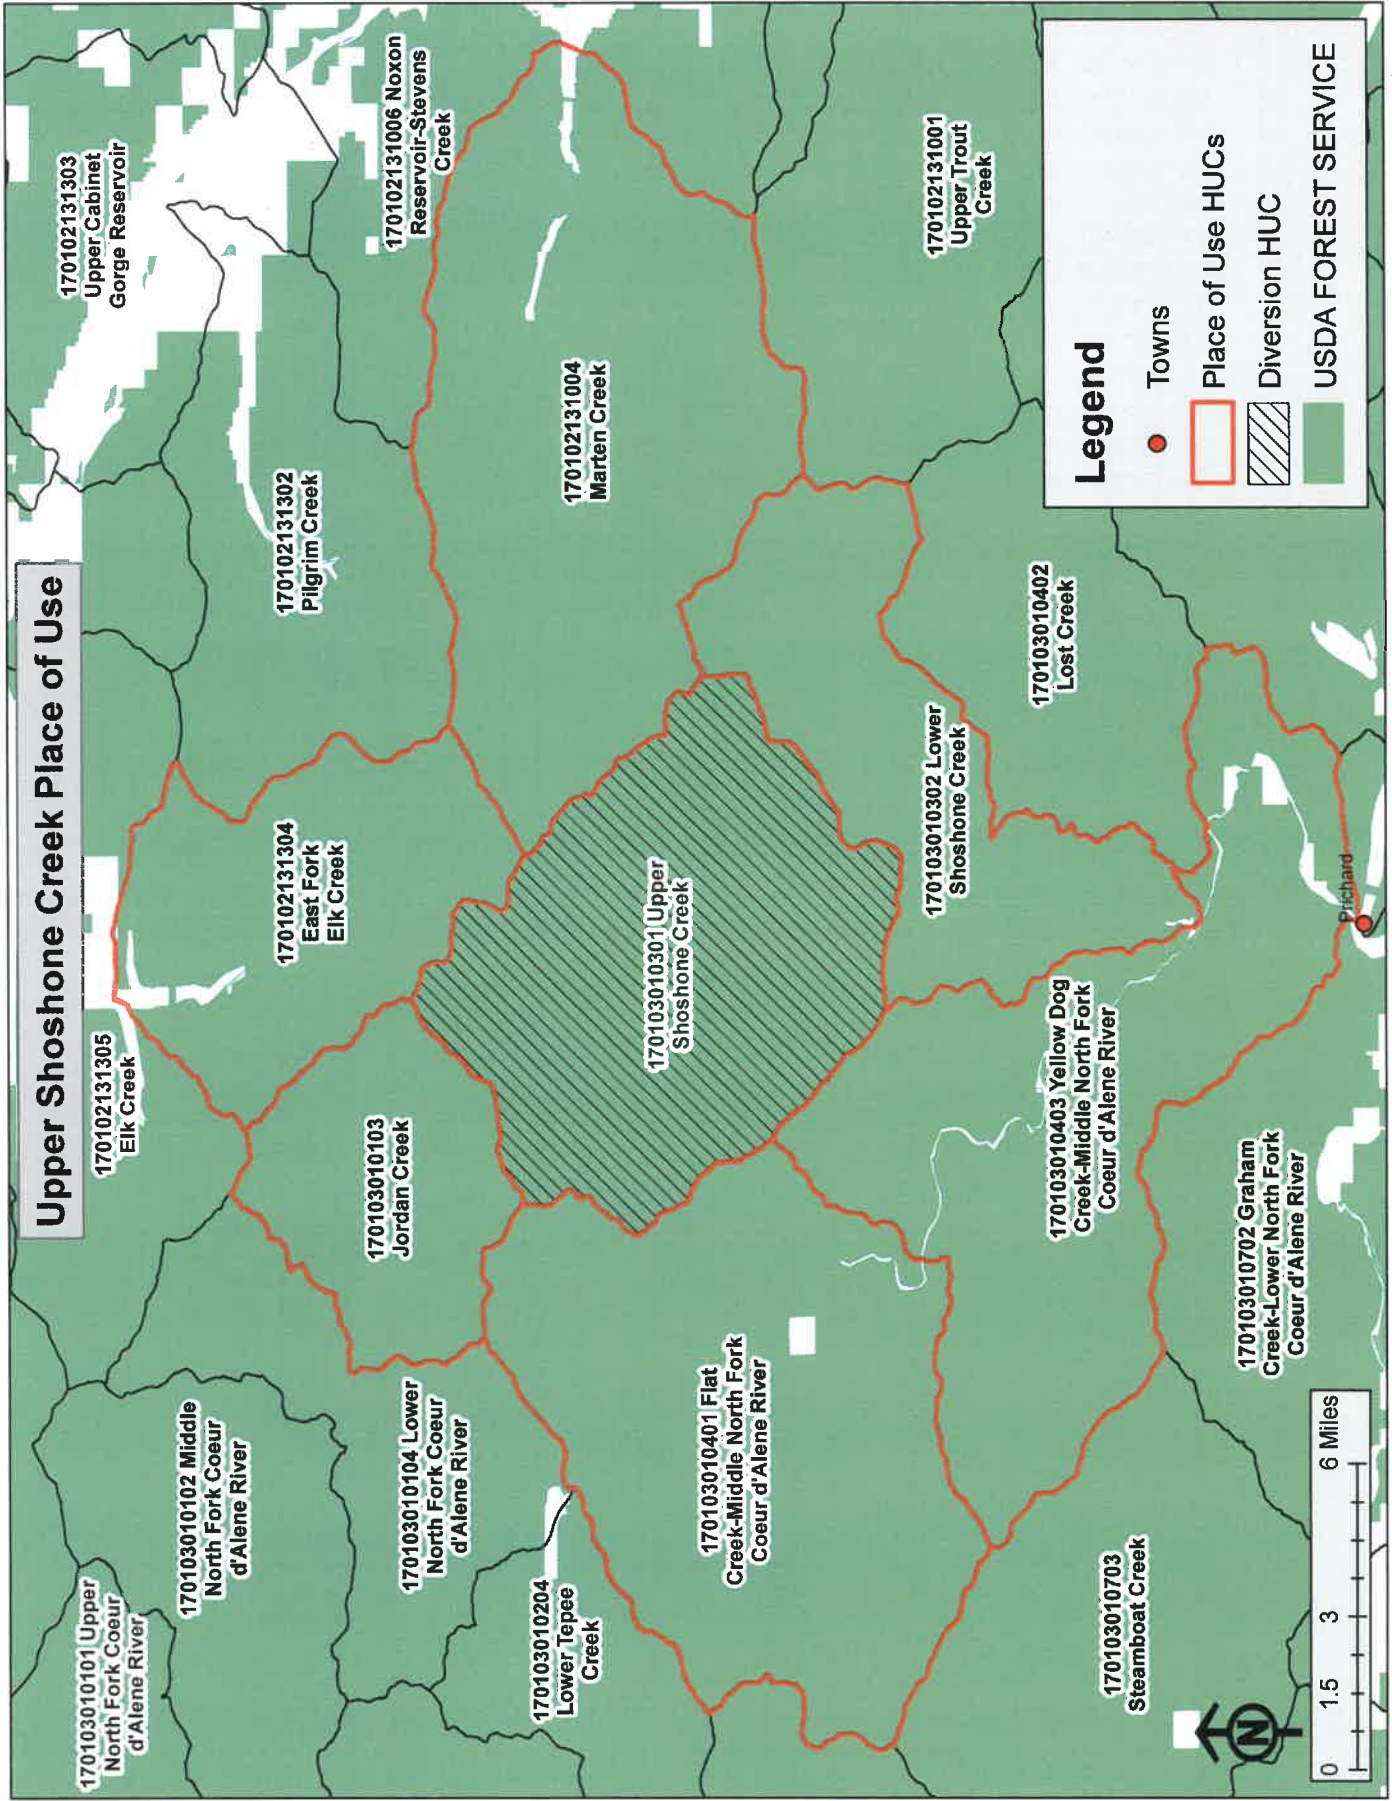 Upper Shoshone Creek Place of Use
170103010101 Upper
North Fork Coeur
d'Alene River
170103010102 Middle
North Fork Coeur
d'Alene River
170102131305
Elk Creek
170102131304
East Fork
Elk Creek
170102131302
Pilgrim Creek
170102131303
Upper Cabinet
Gorge Reservoir
170102131006 Noxon
Reservoir-Stevens
Creek
170103010104 Lower
North Fork Coeur
d'Alene River
170103010103
Jordan Creek
170103010204
Lower Tepee
Creek
170102131004
Marten Creek
170103010301 Upper
Shoshone Creek
170103010401 Flat
Creek-Middle North Fork
Coeur d'Alene River
170103010302 Lower
Shoshone Creek
170102131001
Upper Trout
Creek
170103010402
Lost Creek
170103010403 Yellow Dog
Creek-Middle North Fork
Coeur d'Alene River
170103010703
Steamboat Creek
170103010702 Graham
Creek-Lower North Fork
Coeur d'Alene River
Prichard
N
0 1.5 3 6 Miles
Legend
Towns
Place of Use HUCs
Diversion HUC
USDA FOREST SERVICE